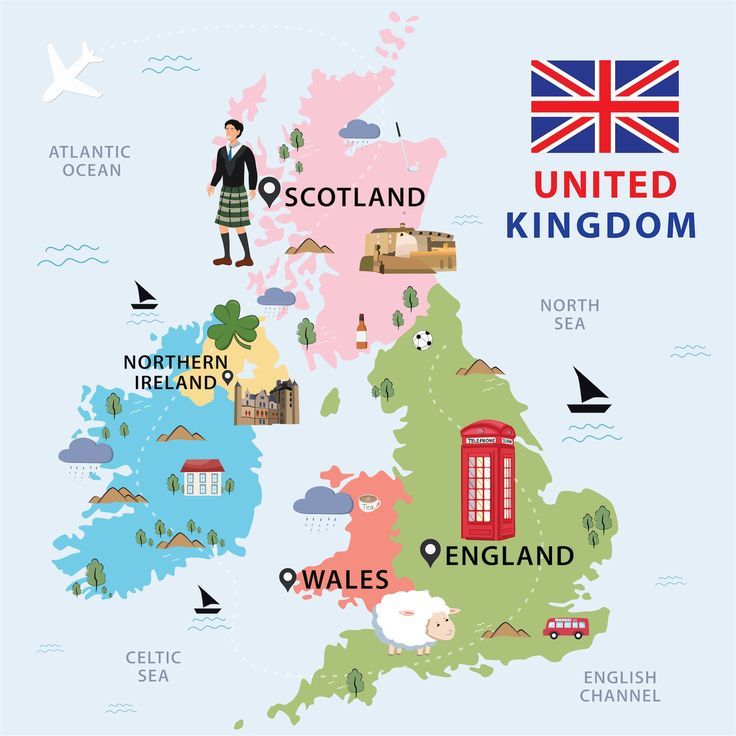 ATLANTIC
OCEAN
UNITED
KINGDOM
SCOTLAND
NORTH
SEA
NORTHERN
IRELAND
TELEPHONE
Tea
ENGLAND
WALES
CELTIC
SEA
ENGLISH
CHANNEL